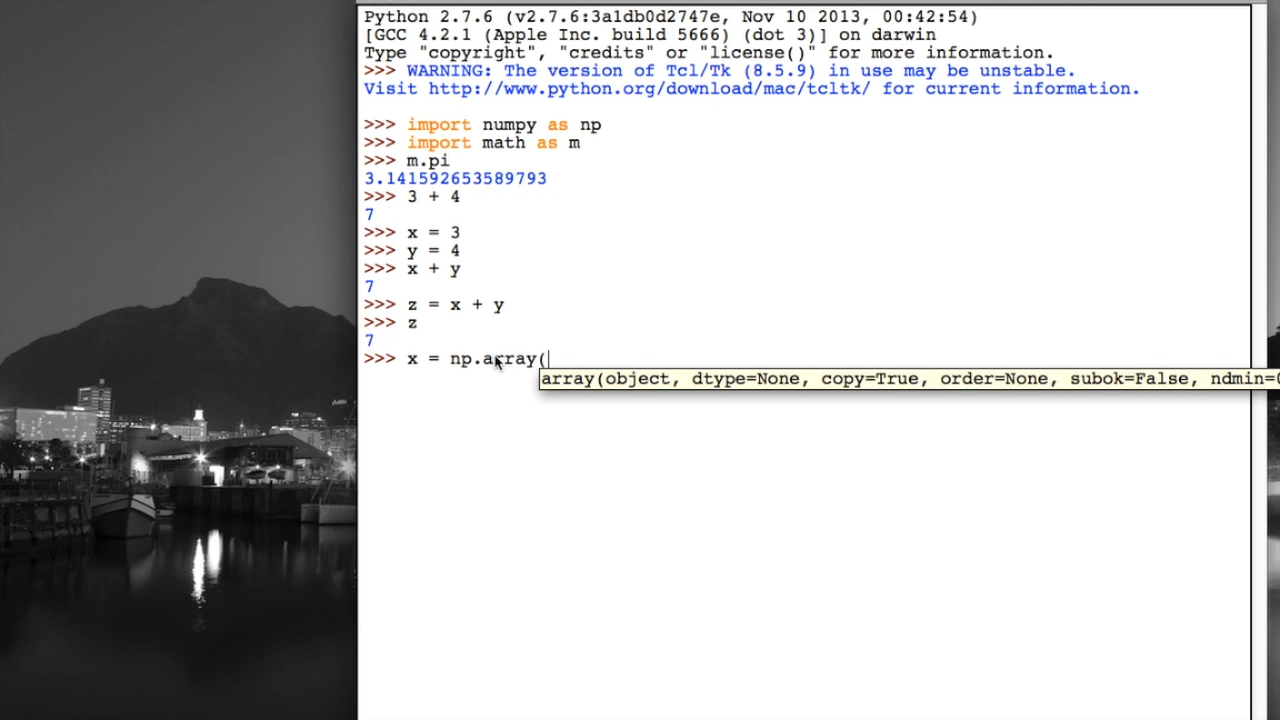 Python 2.7.6 (v2.7.6:3a1db0d2747e, Nov 10 2013, 00:42:54)
[GCC 4.2.1 (Apple Inc. build 5666) (dot 3)] on darwin
Type "copyright", "credits" or "license()" for more information.
>>> WARNING: The version of Tcl/Tk (8.5.9) in use may be unstable.
Visit http://www.python.org/download/mac/tcltk/ for current information.
>>> import numpy as np
>>> import math as m
>>> m.pi
3.141592653589793
>>> 3 + 4
7
>>> x = 3
>>> y = 4
>>> x + y
7
>>> z = x + y
>>> z
7
>>> x = np.array(
array(object, dtype=None, copy=True, order=None, subok=False, ndmin=0